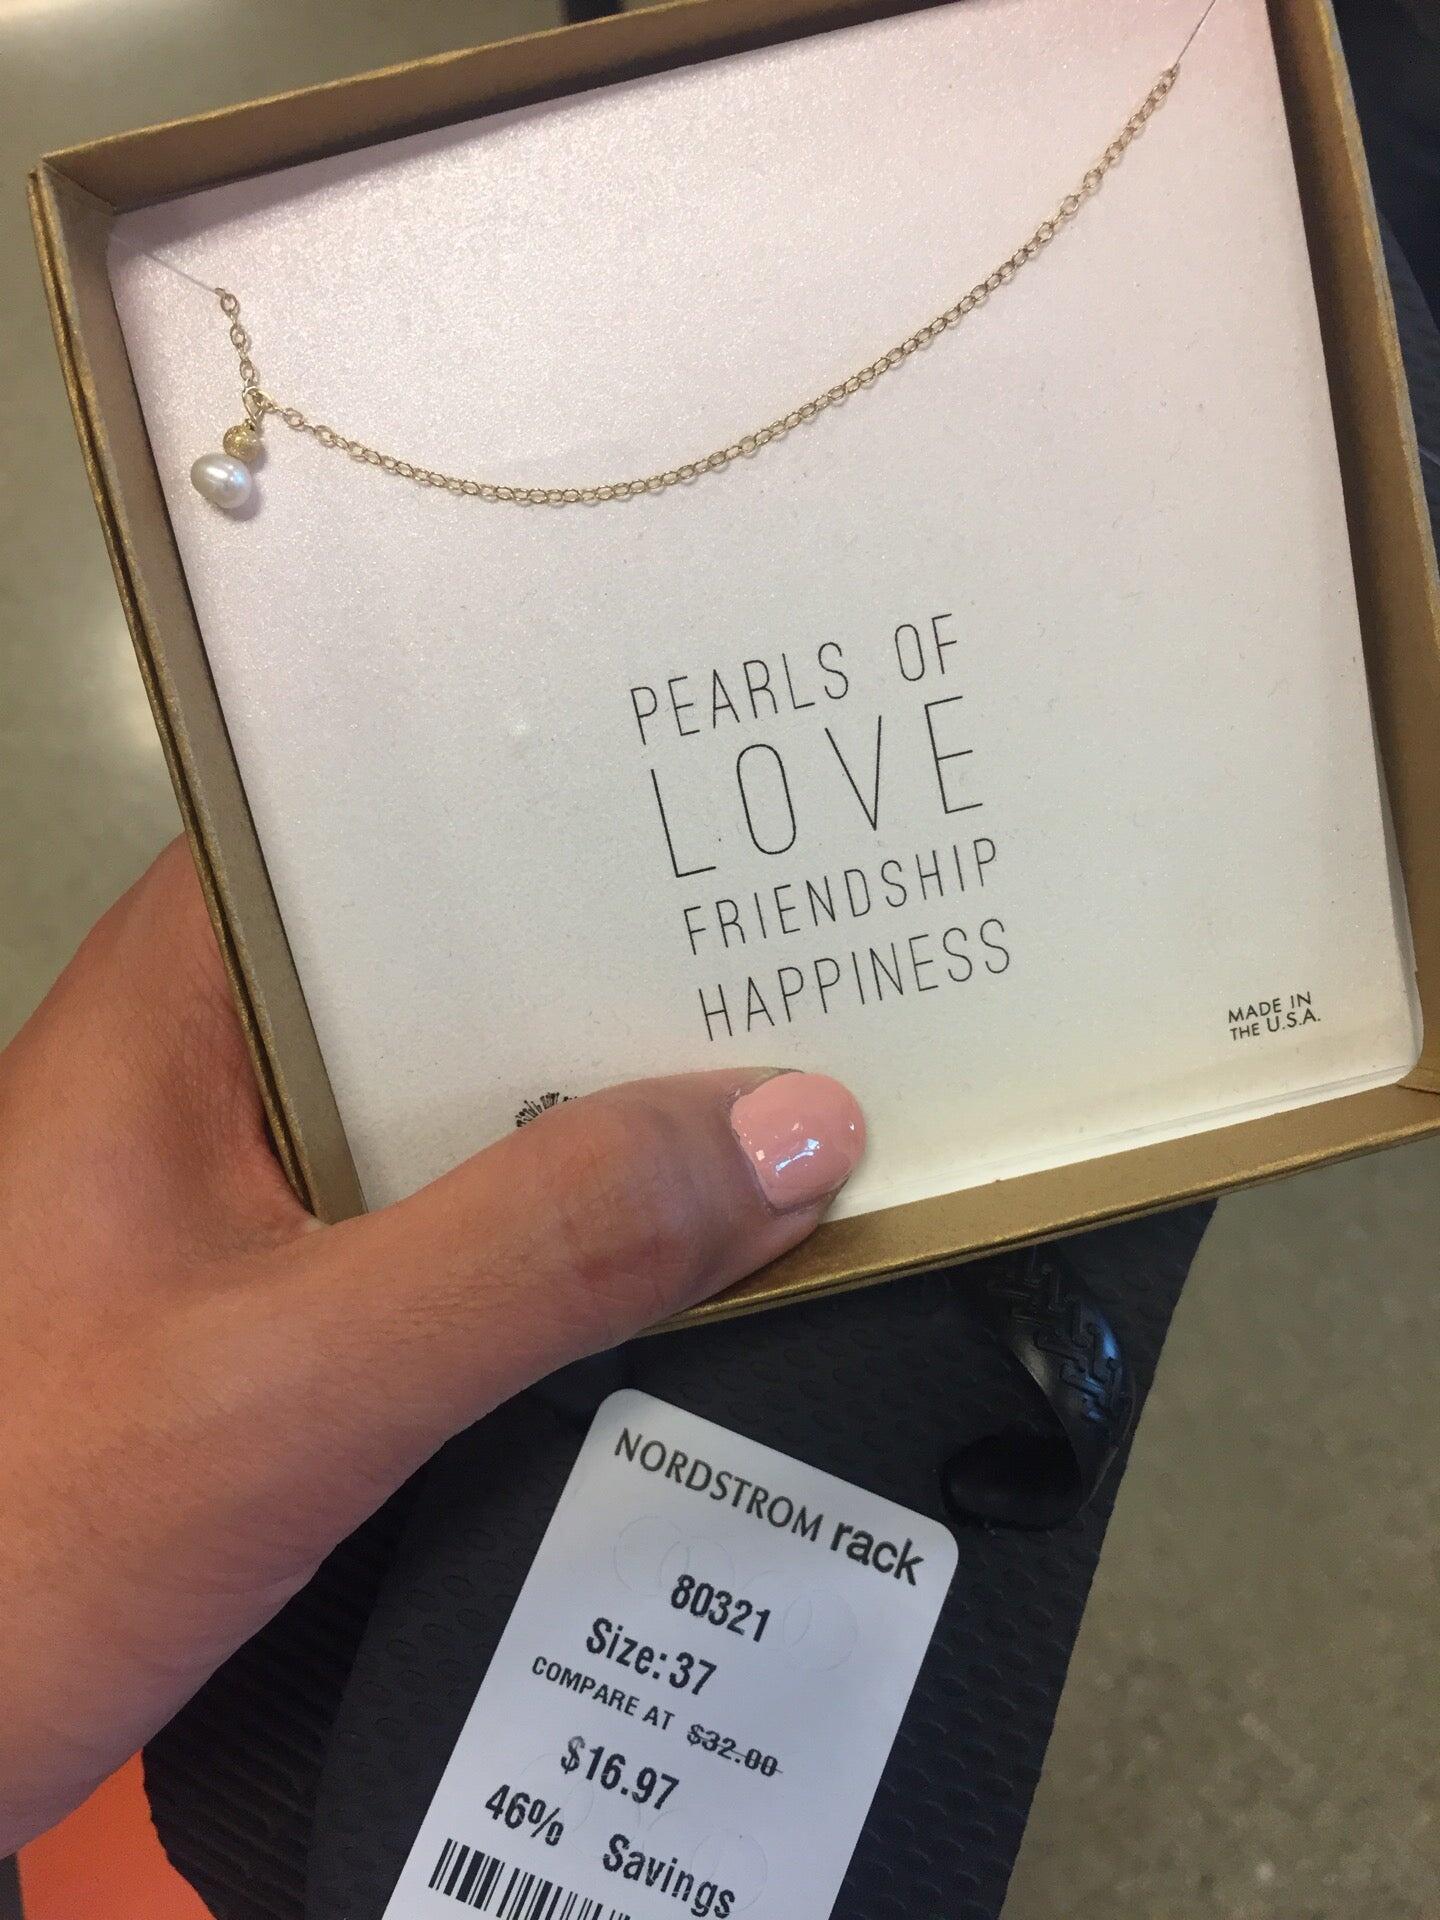 PEARLS OF
LOVE
FRIENDSHIP
HAPPINESS
MADE IN
THE U.S.A.
NORDSTROM rack
80321
Size: 37
COMPARE AT $32.00
$16.97
46% Savings